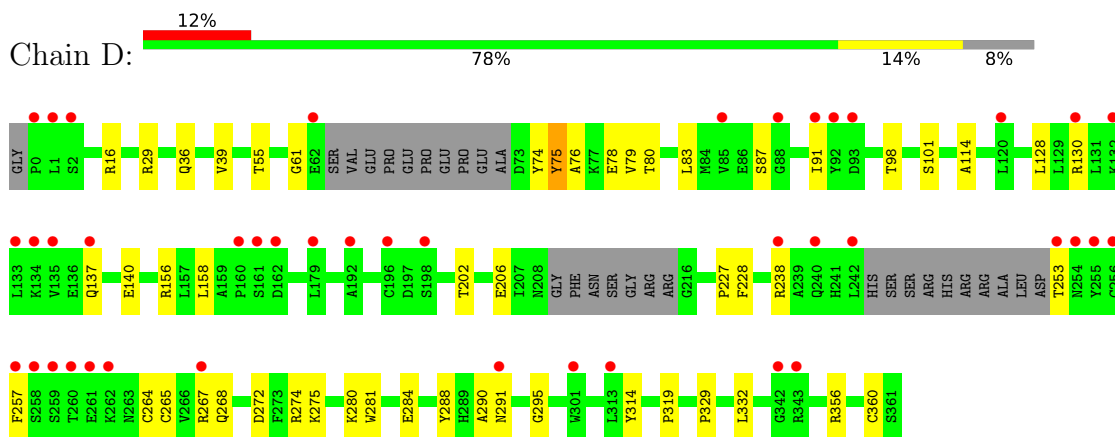 12%
Chain D:
78% 14% 8%
GLY P0 L1 S2 R16 R29 Q36 V39 T55 G61 E62 SER VAL GLU PRO GLU PRO GLU PRO GLU ALA D73 Y74 Y75 A76 K77 E78 V79 T80 L83 M84 V85 E86 S87 G88 I91 Y92 D93 T98 S101 A114 L120 L128 L129 R130 L131 K132
L133 K134 V135 E136 Q137 E140 R156 L157 L158 A159 P160 S161 D162 L179 A192 C196 D197 S198 T202 E206 I207 N208 GLY PHE ASN SER GLY ARG ARG G216 P227 F228 R238 A239 Q240 H241 L242 HIS SER SER ARG HIS ARG ARG ALA LEU ASP T253 N254 Y255 G256
F257 S258 S259 T260 E261 K262 N263 C264 C265 V266 R267 Q268 D272 F273 R274 K275 K280 W281 E284 Y288 H289 A290 N291 G295 W301 L313 Y314 P319 P329 L332 G342 R343 R356 C360 S361